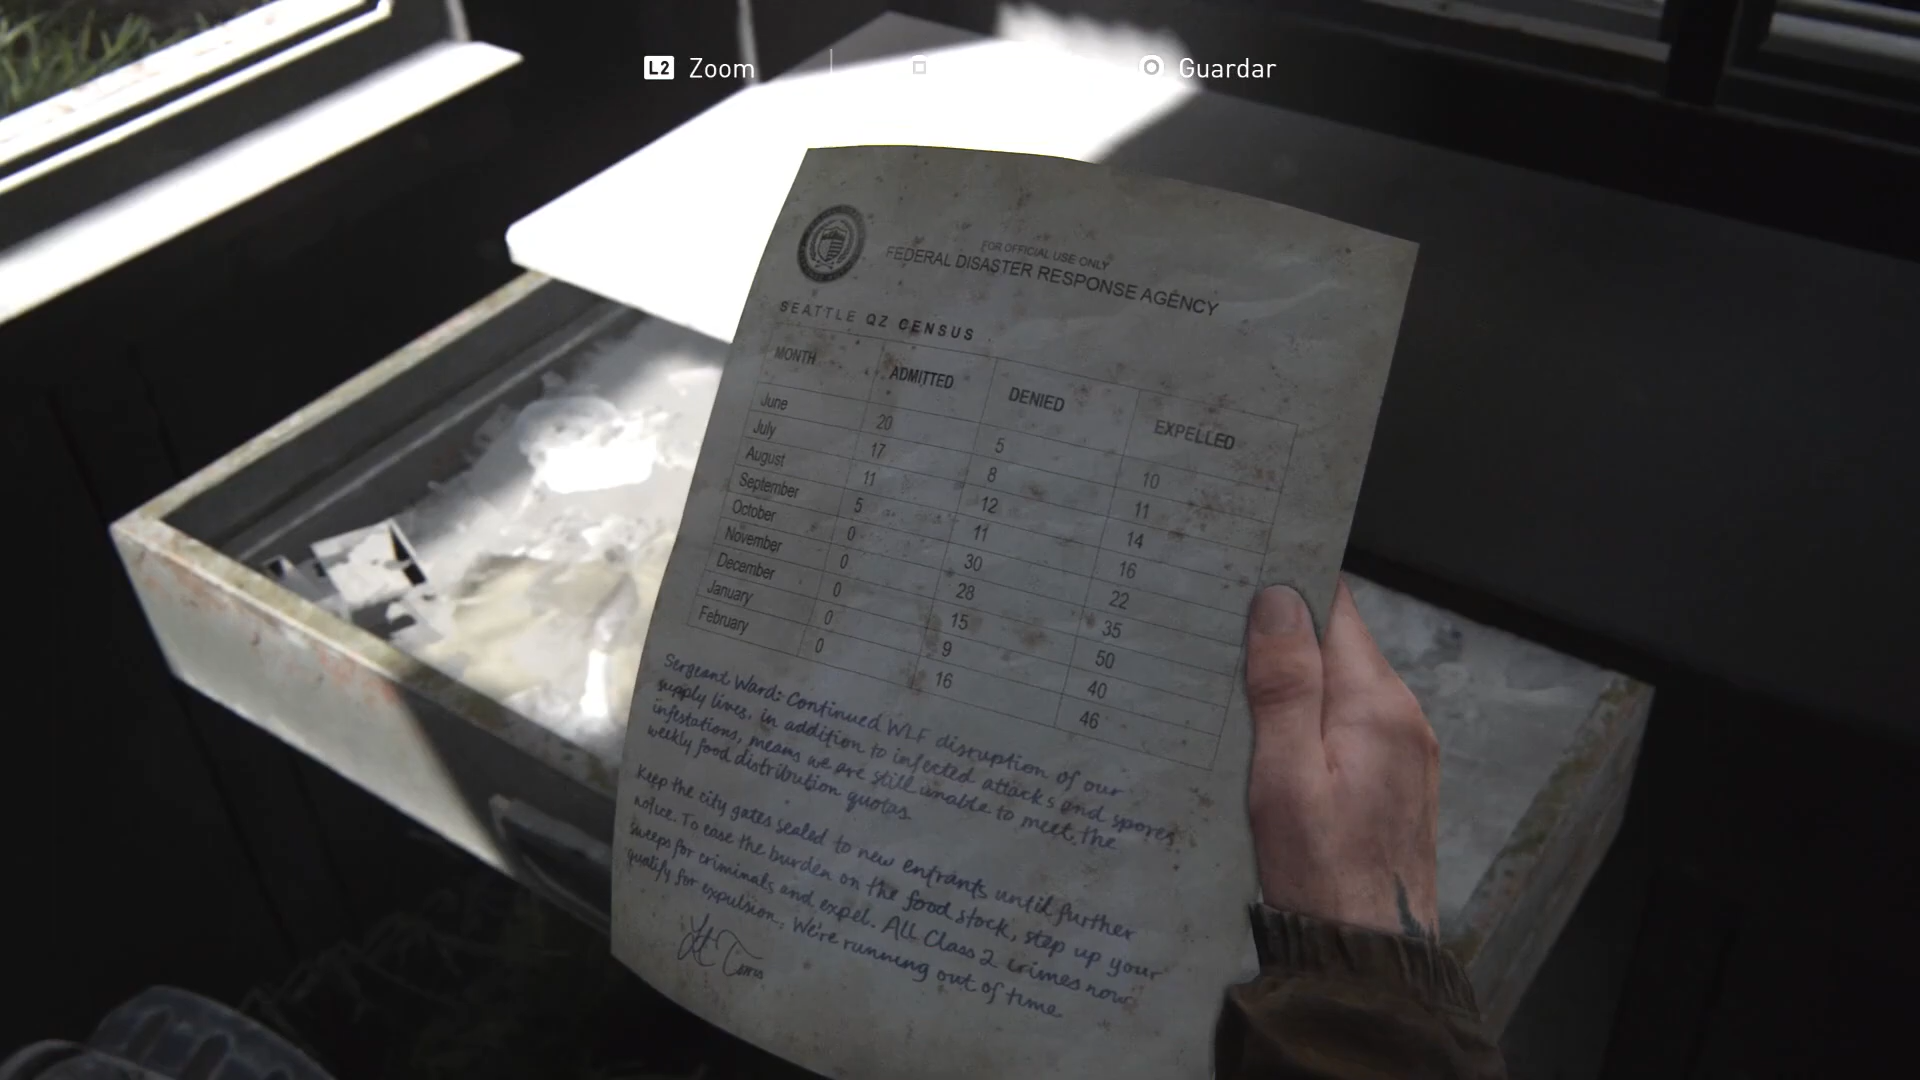 L2 Zoom Guardar
FOR OFFICIAL USE ONLY
FEDERAL DISASTER RESPONSE AGENCY
SEATTLE QZ CENSUS
MONTH ADMITTED DENIED EXPELLED
June 20 5 10
July 17 8 11
August 11 12 14
September 5 11 16
October 0 30 22
November 0 28 35
December 0 15 50
January 0 9 40
February 0 16 46
Sergeant Ward: Continued WLF disruption of our
supply lines, in addition to infected attacks and spores
infestations, means we are still unable to meet the
weekly food distribution quotas.
Keep the city gates sealed to new entrants until further
notice. To ease the burden on the food stock, step up your
sweeps for criminals and expel. All Class 2 crimes now
qualify for expulsion. We're running out of time
Lt Torres